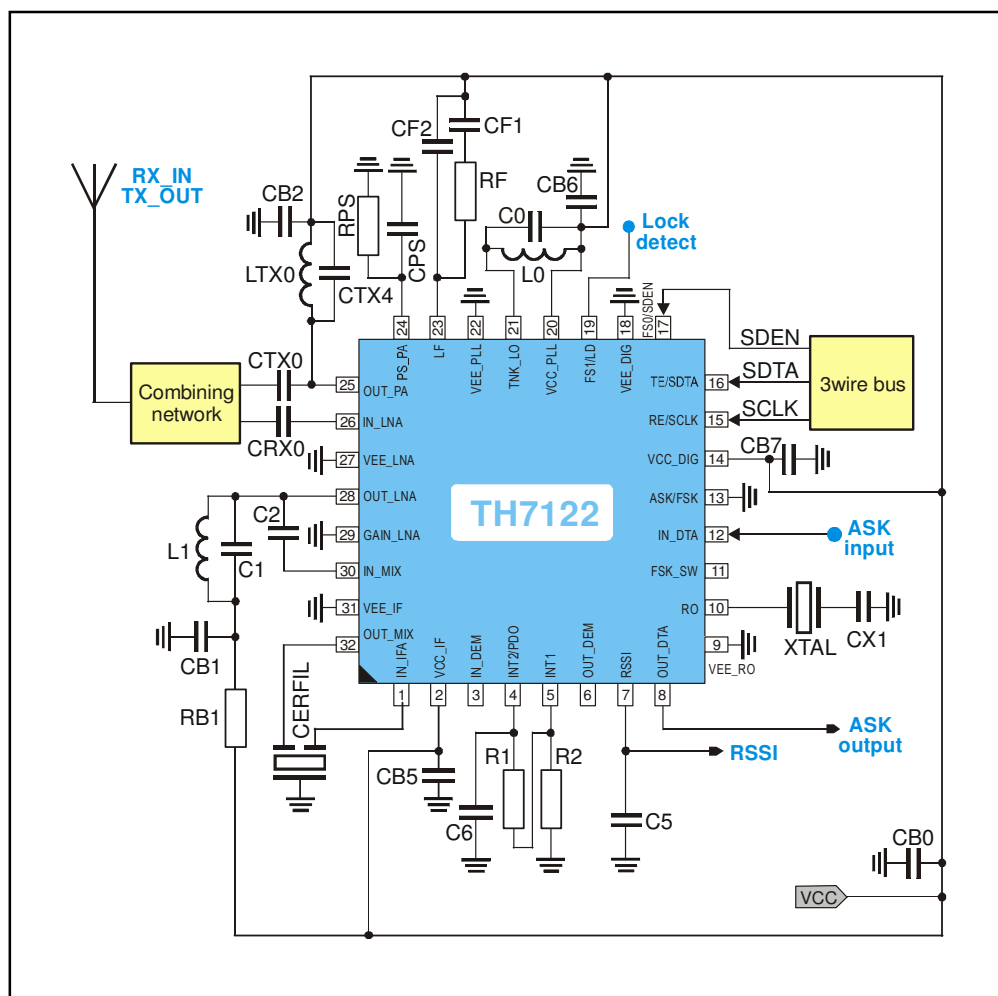 RX_IN
TX_OUT
CB2
LTX0
CTX4
RPS
CPS
CF2
CF1
RF
CB6
C0
L0
Lock
detect
24
23
22
21
20
19
18
17
FS0/SDEN
PS_PA
LF
VEE_PLL
TNK_LO
VCC_PLL
FS1/LD
VEE_DIG
SDEN
SDTA
SCLK
3wire bus
Combining
network
CTX0
CRX0
25 OUT_PA
26 IN_LNA
27 VEE_LNA
28 OUT_LNA
29 GAIN_LNA
30 IN_MIX
31 VEE_IF
32 OUT_MIX
TE/SDTA 16
RE/SCLK 15
VCC_DIG 14
ASK/FSK 13
IN_DTA 12
FSK_SW 11
RO 10
9
VEE_RO
TH7122
CB7
ASK
input
XTAL
CX1
L1
C1
C2
CB1
RB1
CERFIL
IN_IFA
VCC_IF
IN_DEM
INT2/PDO
INT1
OUT_DEM
RSSI
OUT_DTA
1
2
3
4
5
6
7
8
CB5
C6
R1
R2
C5
RSSI
ASK
output
CB0
VCC